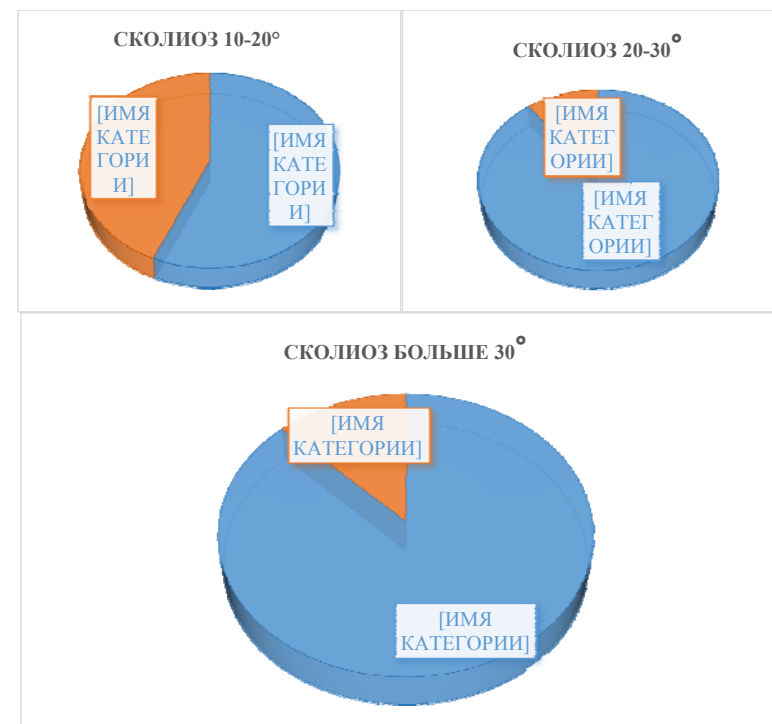 СКОЛИОЗ 10-20°
[ИМЯ
КАТЕ
ГОРИ
И]
[ИМЯ
КАТЕ
ГОРИ
И]
СКОЛИОЗ 20-30°
[ИМЯ
КАТЕГ
ОРИИ]
[ИМЯ
КАТЕГ
ОРИИ]
СКОЛИОЗ БОЛЬШЕ 30°
[ИМЯ
КАТЕГОРИИ]
[ИМЯ
КАТЕГОРИИ]